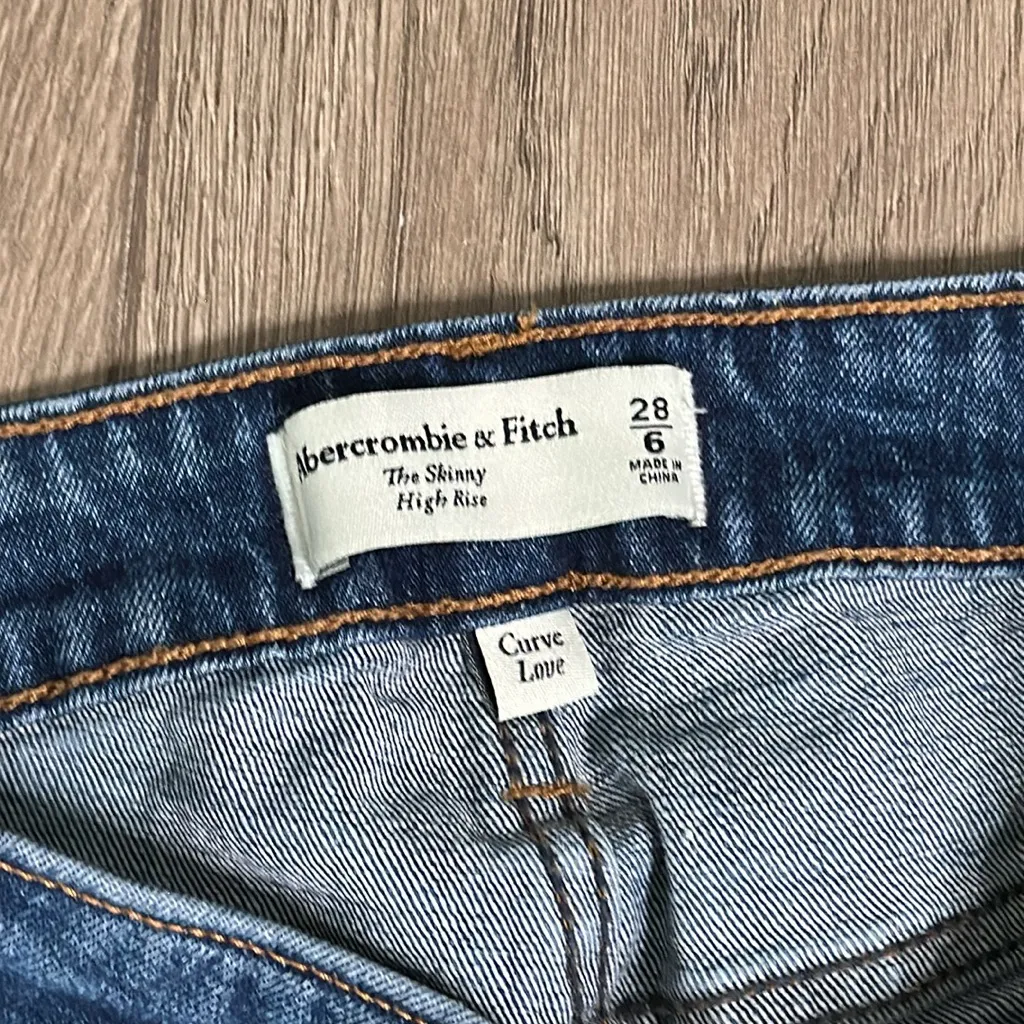 Abercrombie & Fitch
The Skinny
High Rise
28
6
MADE IN
CHINA
Curve
Love